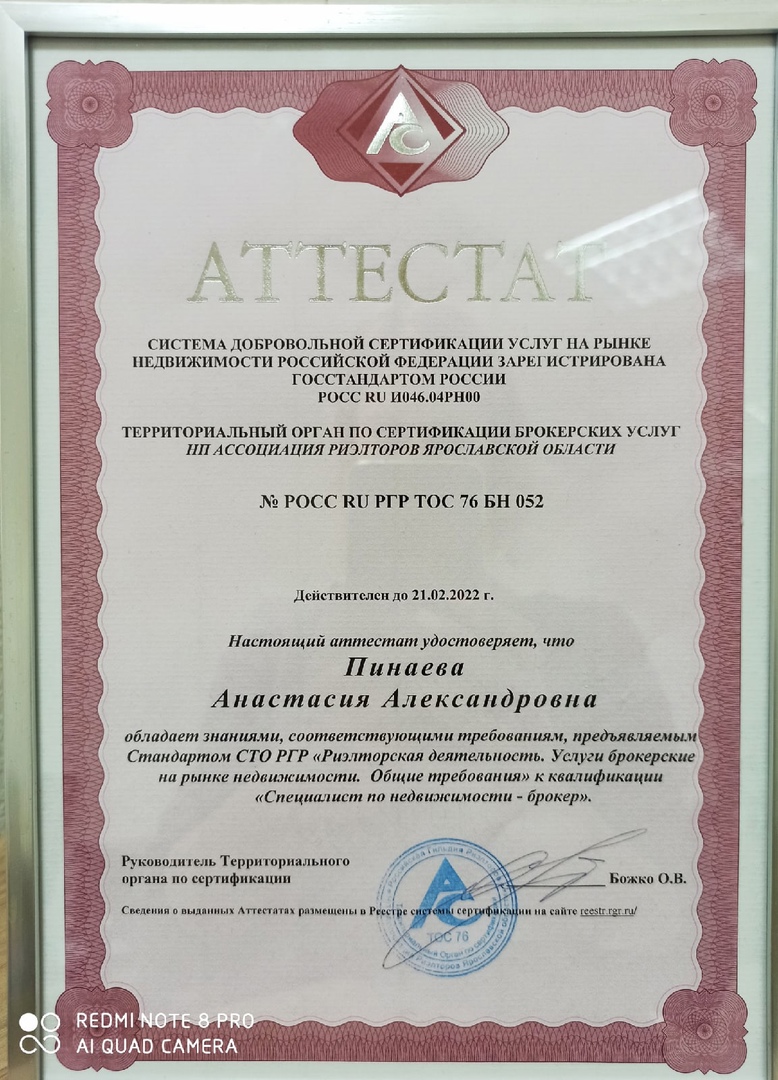 АС
АТТЕСТАТ
СИСТЕМА ДОБРОВОЛЬНОЙ СЕРТИФИКАЦИИ УСЛУГ НА РЫНКЕ
НЕДВИЖИМОСТИ РОССИЙСКОЙ ФЕДЕРАЦИИ ЗАРЕГИСТРИРОВАНА
ГОССТАНДАРТОМ РОССИИ
РОСС RU И046.04РН00
ТЕРРИТОРИАЛЬНЫЙ ОРГАН ПО СЕРТИФИКАЦИИ БРОКЕРСКИХ УСЛУГ
НП АССОЦИАЦИЯ РИЭЛТОРОВ ЯРОСЛАВСКОЙ ОБЛАСТИ
№ РОСС RU РГР ТОС 76 БН 052
Действителен до 21.02.2022 г.
Настоящий аттестат удостоверяет, что
Пинаева
Анастасия Александровна
обладает знаниями, соответствующими требованиям, предъявляемым
Стандартом СТО РГР «Риэлторская деятельность. Услуги брокерские
на рынке недвижимости. Общие требования» к квалификации
«Специалист по недвижимости - брокер».
Руководитель Территориального
органа по сертификации
Божко О.В.
Сведения о выданных Аттестатах размещены в Реестре системы сертификации на сайте reestr.rgr.ru/
Российская Гильдия Риэлторов
АС
ТОС 76
REDMI NOTE 8 PRO
AI QUAD CAMERA